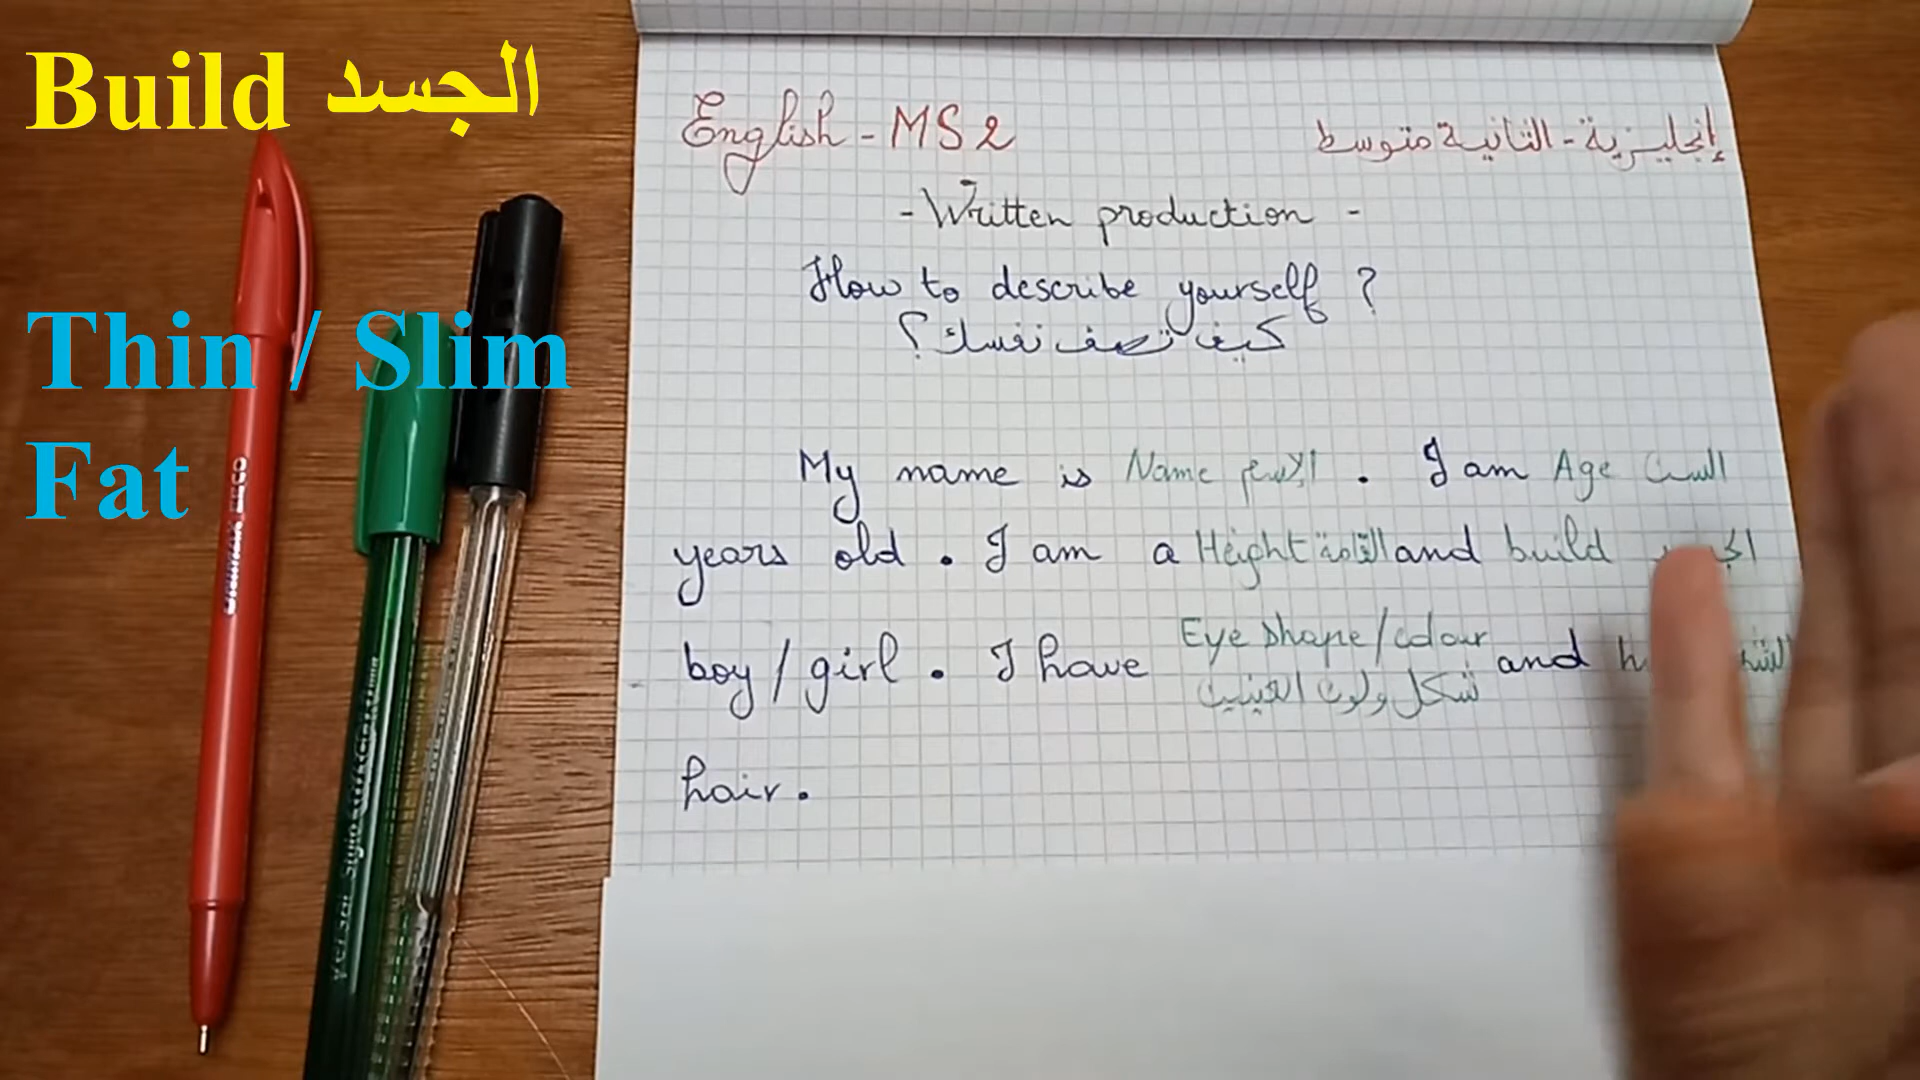 Build الجسد
Thin / Slim
Fat
English - MS2
إنجليزية - الثانية متوسط
- Written production -
How to describe yourself ?
كيف تصف نفسك ؟
My name is Name الإسم . I am Age السن
years old . I am a Height القامة and build
boy / girl . I have Eye shape / colour and
شكل ولون العينين
hair .